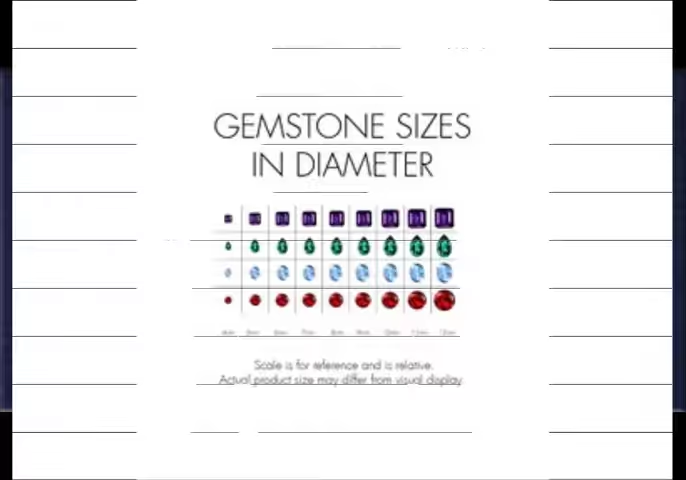 GEMSTONE SIZES
IN DIAMETER
Scale is for reference and is relative.
Actual product size may differ from visual display.